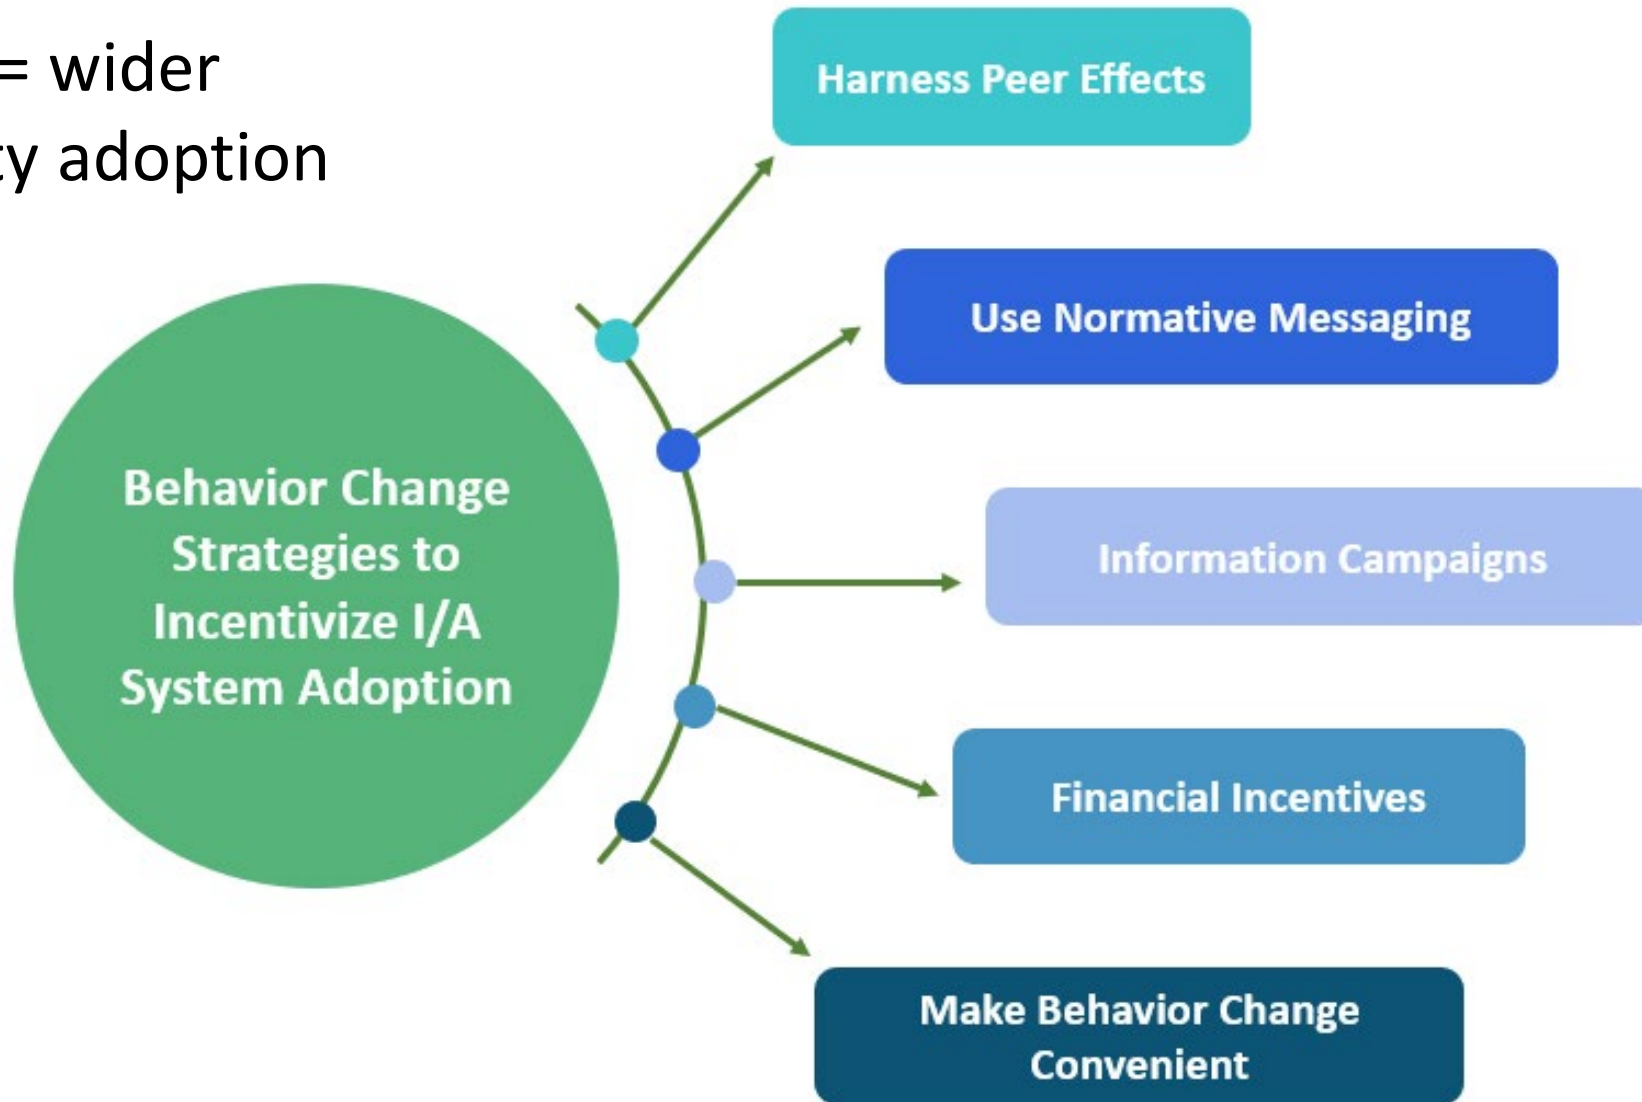 = wider
ty adoption
Harness Peer Effects
Use Normative Messaging
Behavior Change
Strategies to
Incentivize I/A
System Adoption
Information Campaigns
Financial Incentives
Make Behavior Change
Convenient